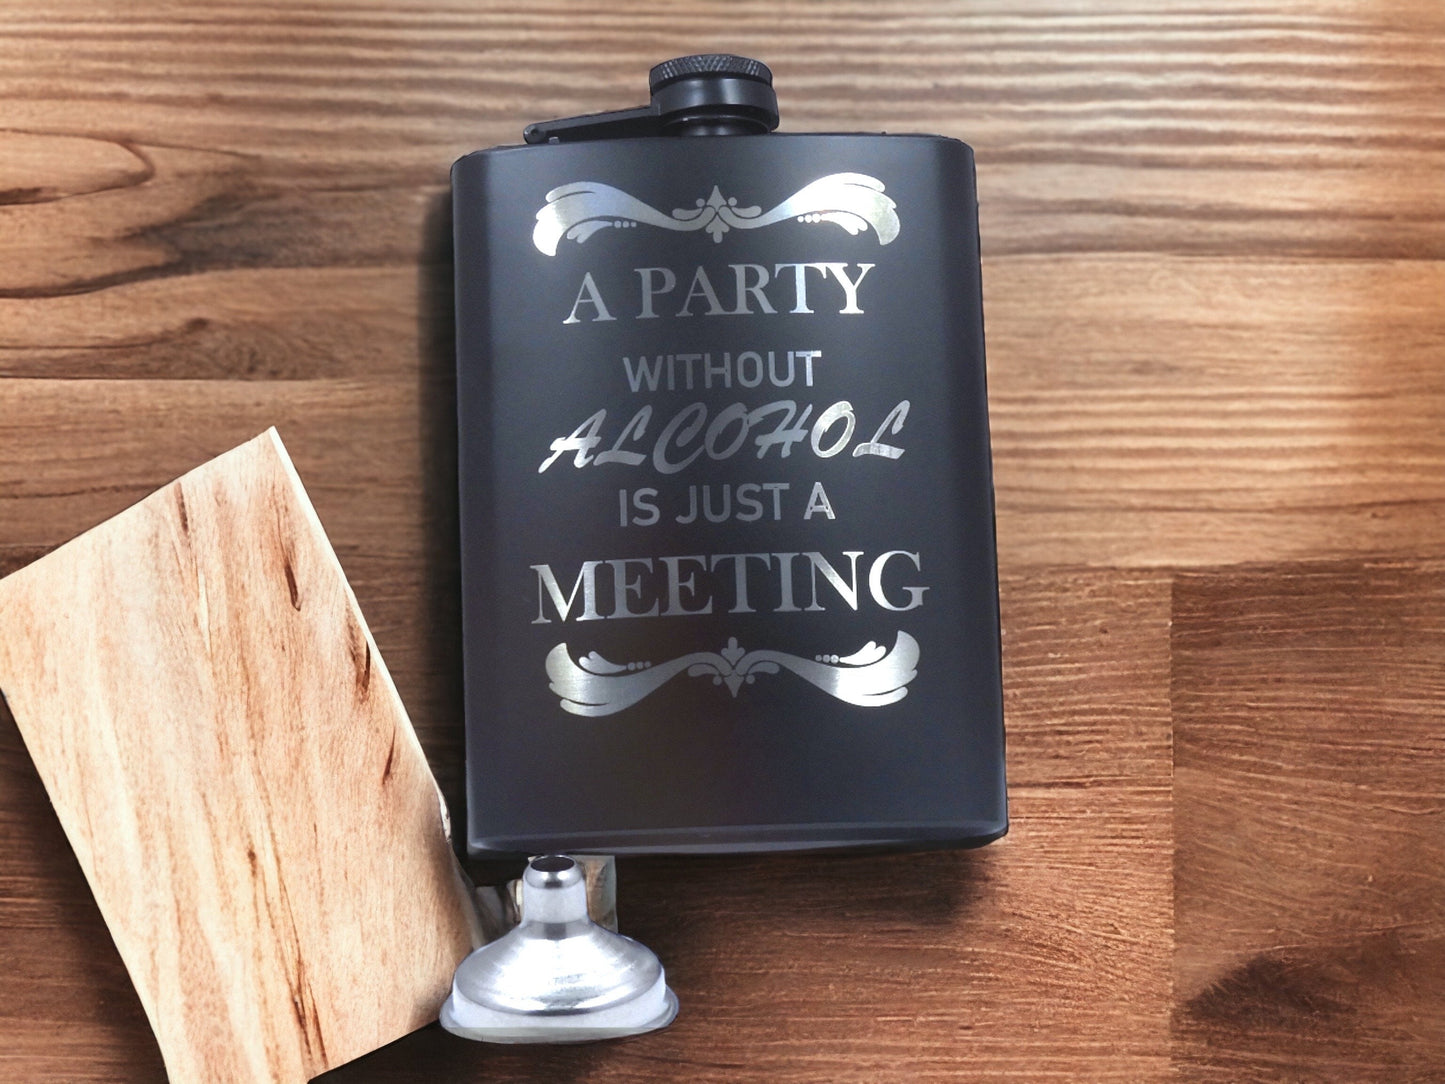 A PARTY
WITHOUT
ALCOHOL
IS JUST A
MEETING